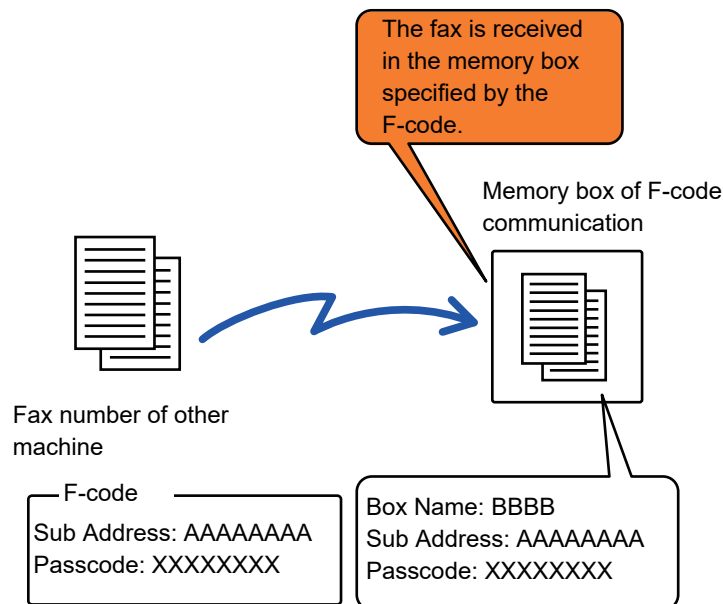 The fax is received
in the memory box
specified by the
F-code.
Memory box of F-code
communication
Fax number of other
machine
F-code
Sub Address: AAAAAAAA
Passcode: XXXXXXXX
Box Name: BBBB
Sub Address: AAAAAAAA
Passcode: XXXXXXXX